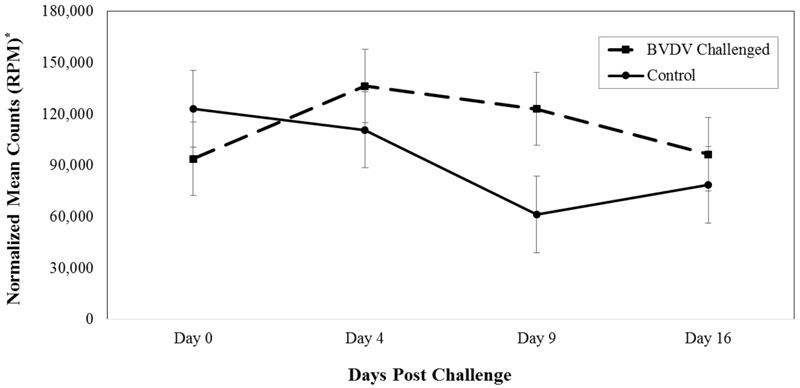 180,000
150,000
120,000
90,000
60,000
30,000
0
Normalized Mean Counts (RPM)*
BVDV Challenged
Control
Day 0 Day 4 Day 9 Day 16
Days Post Challenge